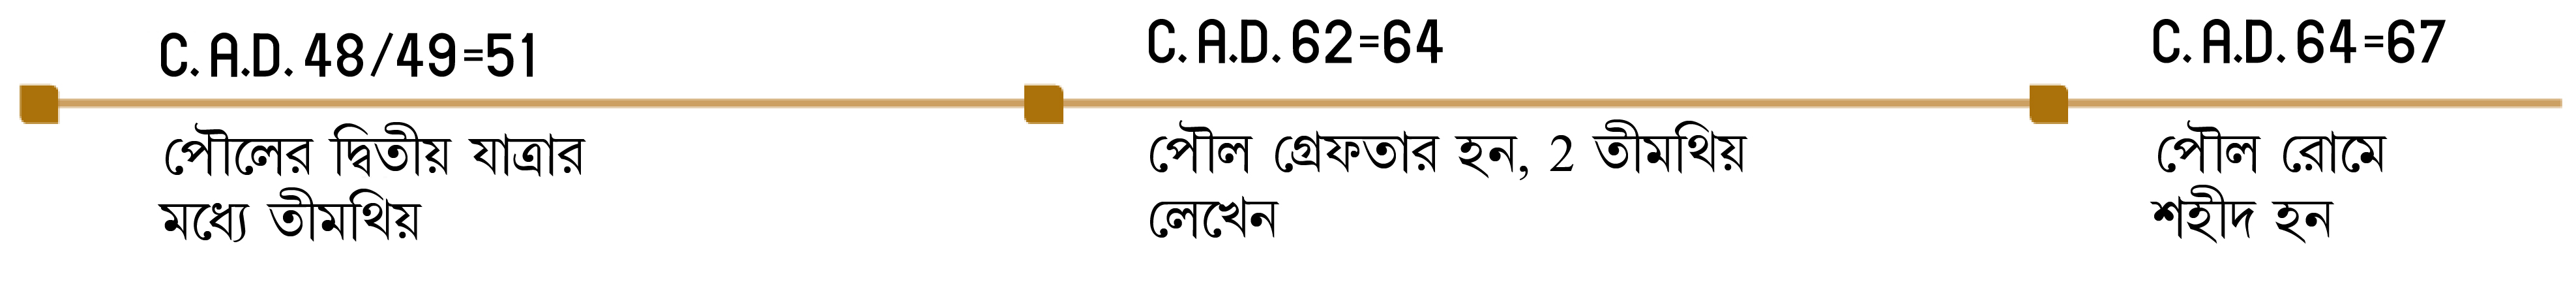 C. A.D. 48/49=51
পৌলের দ্বিতীয় যাত্রার
মধ্যে তীমথিয়
C. A.D. 62=64
পৌল গ্রেফতার হন, 2 তীমথিয়
লেখেন
C. A.D. 64=67
পৌল রোমে
শহীদ হন